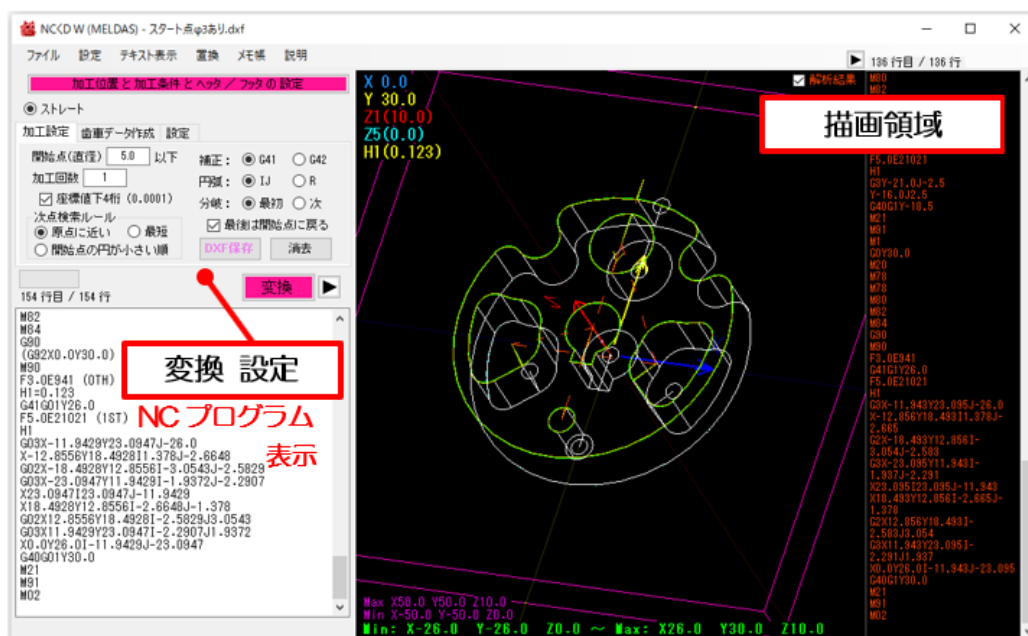 NC<D W (MELDAS) - スタート点φ3あり.dxf
ファイル 設定 テキスト表示 置換 メモ帳 説明
136 行目 / 136 行
加工位置 と 加工条件 と ヘッタ / フッタ の 設定
ストレート
加工設定 歯車データ作成 設定
開始点(直径) 5.0 以下
加工回数 1
座標値下4桁 (0.0001)
次点検索ルール
原点に近い 最短
開始点の円が小さい順
補正: G41 G42
円弧: IJ R
分岐: 最初 次
最後は開始点に戻る
DXF保存 消去
変換
154 行目 / 154 行
M82
M84
G90
(G92X0.0Y30.0)
M90
F3.0E941 (0TH)
H1=0.123
G41G01Y26.0
F5.0E21021 (1ST)
H1
G03X-11.9429Y23.0947J-26.0
X-12.8556Y18.4928I1.378J-2.6648
G02X-18.4928Y12.8556I-3.0543J-2.5829
G03X-23.0947Y11.9429I-1.9372J-2.2907
X23.0947I23.0947J-11.9429
X18.4928Y12.8556I-2.6648J-1.378
G02X12.8556Y18.4928I-2.5829J3.0543
G03X11.9429Y23.0947I-2.2907J1.9372
X0.0Y26.0I-11.9429J-23.0947
G40G01Y30.0
M21
M91
M02
変換 設定
NC プログラム
表示
X 0.0
Y 30.0
Z1(10.0)
Z5(0.0)
H1(0.123)
解析結果
描画領域
Max X50.0 Y50.0 Z10.0
Min X-50.0 Y-50.0 Z0.0
Min: X-26.0 Y-26.0 Z0.0 ～ Max: X26.0 Y30.0 Z10.0
M80
M82
F5.0E21021
H1
G3Y-21.0J-2.5
Y-16.0J2.5
G40G1Y-18.5
M21
M91
M1
G0Y30.0
M20
M78
M78
M80
M82
M84
G90
M90
F3.0E941
G41G1Y26.0
F5.0E21021
H1
G3X-11.943Y23.095J-26.0
X-12.856Y18.493I1.378J-
2.665
G2X-18.493Y12.856I-
3.054J-2.583
G3X-23.095Y11.943I-
1.937J-2.291
X23.095I23.095J-11.943
X18.493Y12.856I-2.665J-
1.378
G2X12.856Y18.493I-
2.583J3.054
G3X11.943Y23.095I-
2.291J1.937
X0.0Y26.0I-11.943J-23.095
G40G1Y30.0
M21
M91
M02